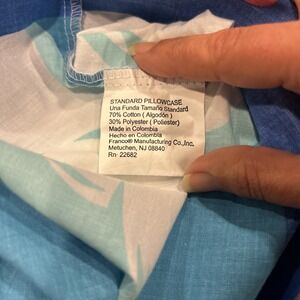 STANDARD PILLOWCASE
Una Funda Tamaño Standard
70% Cotton ( Algodón )
30% Polyester ( Poliester)
Made in Colombia
Hecho en Colombia
Franco® Manufacturing Co.,Inc.
Metuchen, NJ 08840
Rn- 22682